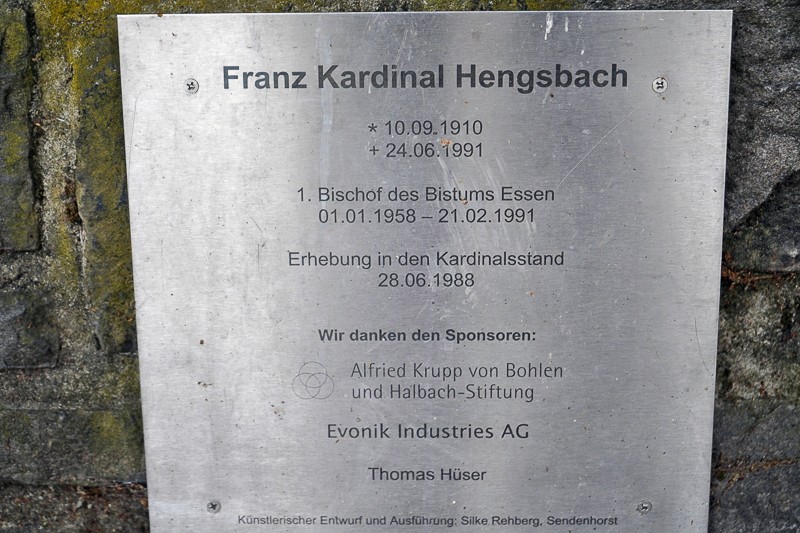 Franz Kardinal Hengsbach
* 10.09.1910
+ 24.06.1991
1. Bischof des Bistums Essen
01.01.1958 – 21.02.1991
Erhebung in den Kardinalsstand
28.06.1988
Wir danken den Sponsoren:
Alfried Krupp von Bohlen
und Halbach-Stiftung
Evonik Industries AG
Thomas Hüser
Künstlerischer Entwurf und Ausführung: Silke Rehberg, Sendenhorst